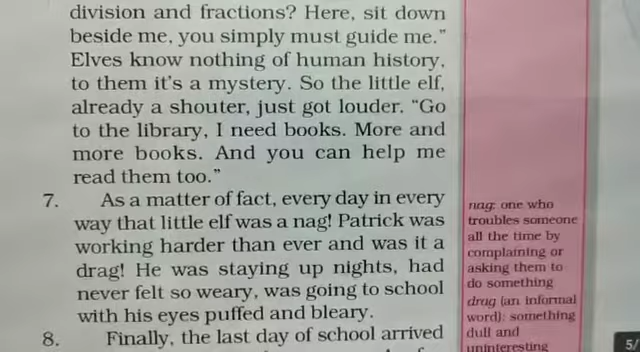 division and fractions? Here, sit down
beside me, you simply must guide me."
Elves know nothing of human history,
to them it's a mystery. So the little elf,
already a shouter, just got louder. "Go
to the library, I need books. More and
more books. And you can help me
read them too."
7. As a matter of fact, every day in every
way that little elf was a nag! Patrick was
working harder than ever and was it a
drag! He was staying up nights, had
never felt so weary, was going to school
with his eyes puffed and bleary.
8. Finally, the last day of school arrived
nag: one who
troubles someone
all the time by
complaining or
asking them to
do something
drag (an informal
word): something
dull and
uninteresting
5/